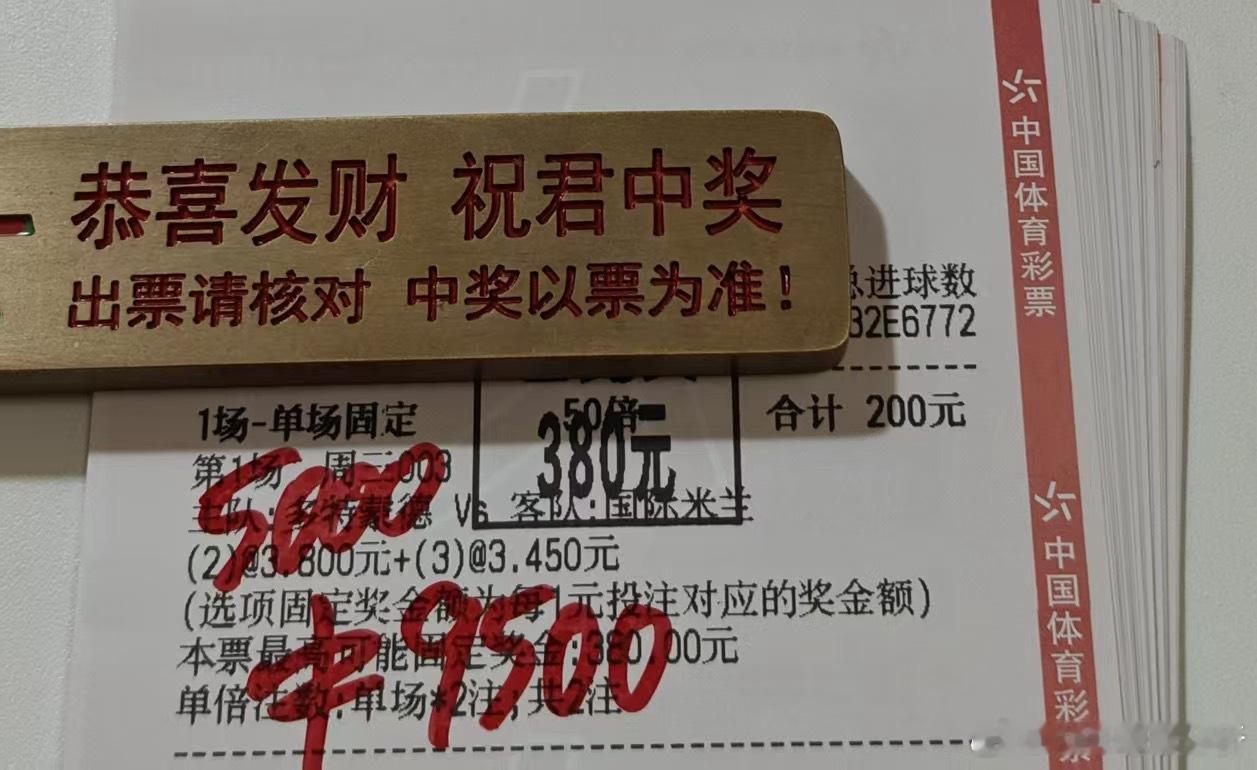 恭喜发财 祝君中奖
出票请核对 中奖以票为准！
总进球数
32E6772
1场-单场固定 50倍 合计 200元
380元
第1场 周三003
5000
主队:多特蒙德 Vs 客队:国际米兰
(2)@3.800元+(3)@3.450元
(选项固定奖金额为每1元投注对应的奖金额)
本票最高可能固定奖金:380.00元
中9500
单倍注数:单场*2注;共2注
中国体育彩票
中国体育彩票